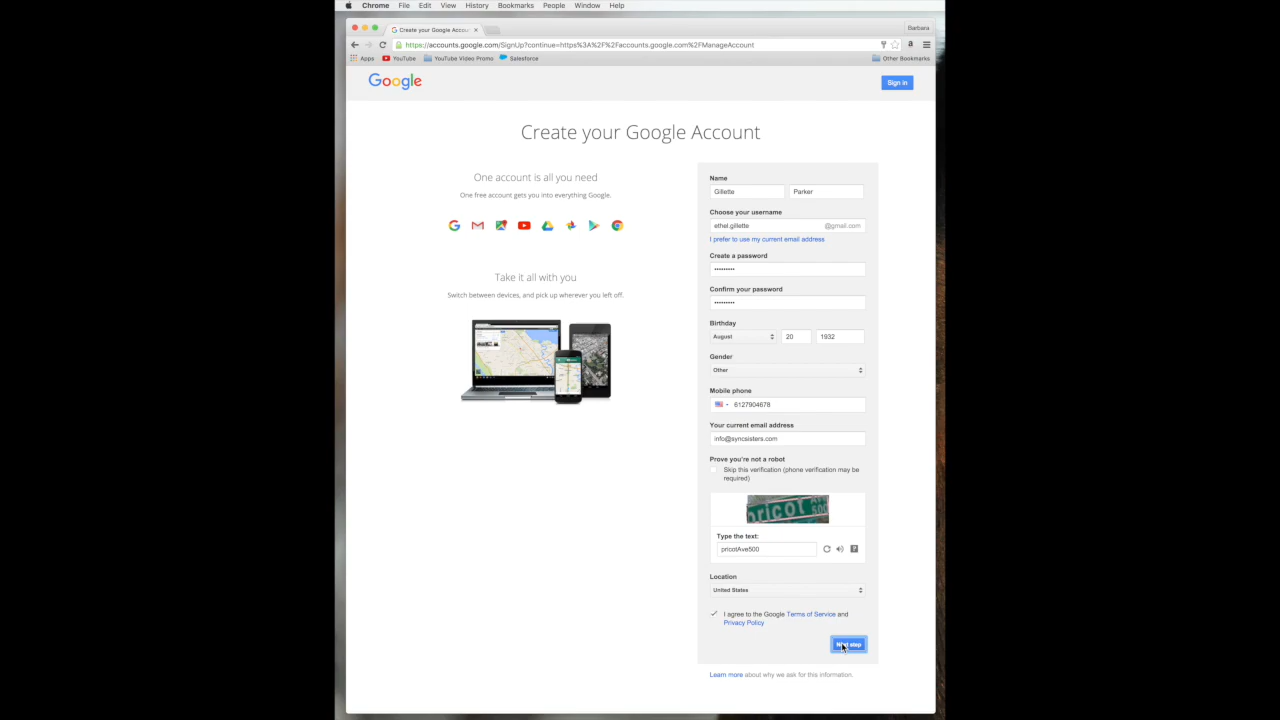 Chrome File Edit View History Bookmarks People Window Help
Create your Google Accou
Barbara
https://accounts.google.com/SignUp?continue=https%3A%2F%2Faccounts.google.com%2FManageAccount
Apps YouTube YouTube Video Promo Salesforce Other Bookmarks
Google
Sign in
Create your Google Account
One account is all you need
One free account gets you into everything Google.
Take it all with you
Switch between devices, and pick up wherever you left off.
Name
Gillette Parker
Choose your username
ethel.gillette @gmail.com
I prefer to use my current email address
Create a password
•••••••••
Confirm your password
•••••••••
Birthday
August 20 1932
Gender
Other
Mobile phone
6127904678
Your current email address
info@syncsisters.com
Prove you're not a robot
Skip this verification (phone verification may be
required)
pricot Av
500
Type the text:
pricotAve500
Location
United States
I agree to the Google Terms of Service and
Privacy Policy
Next step
Learn more about why we ask for this information.